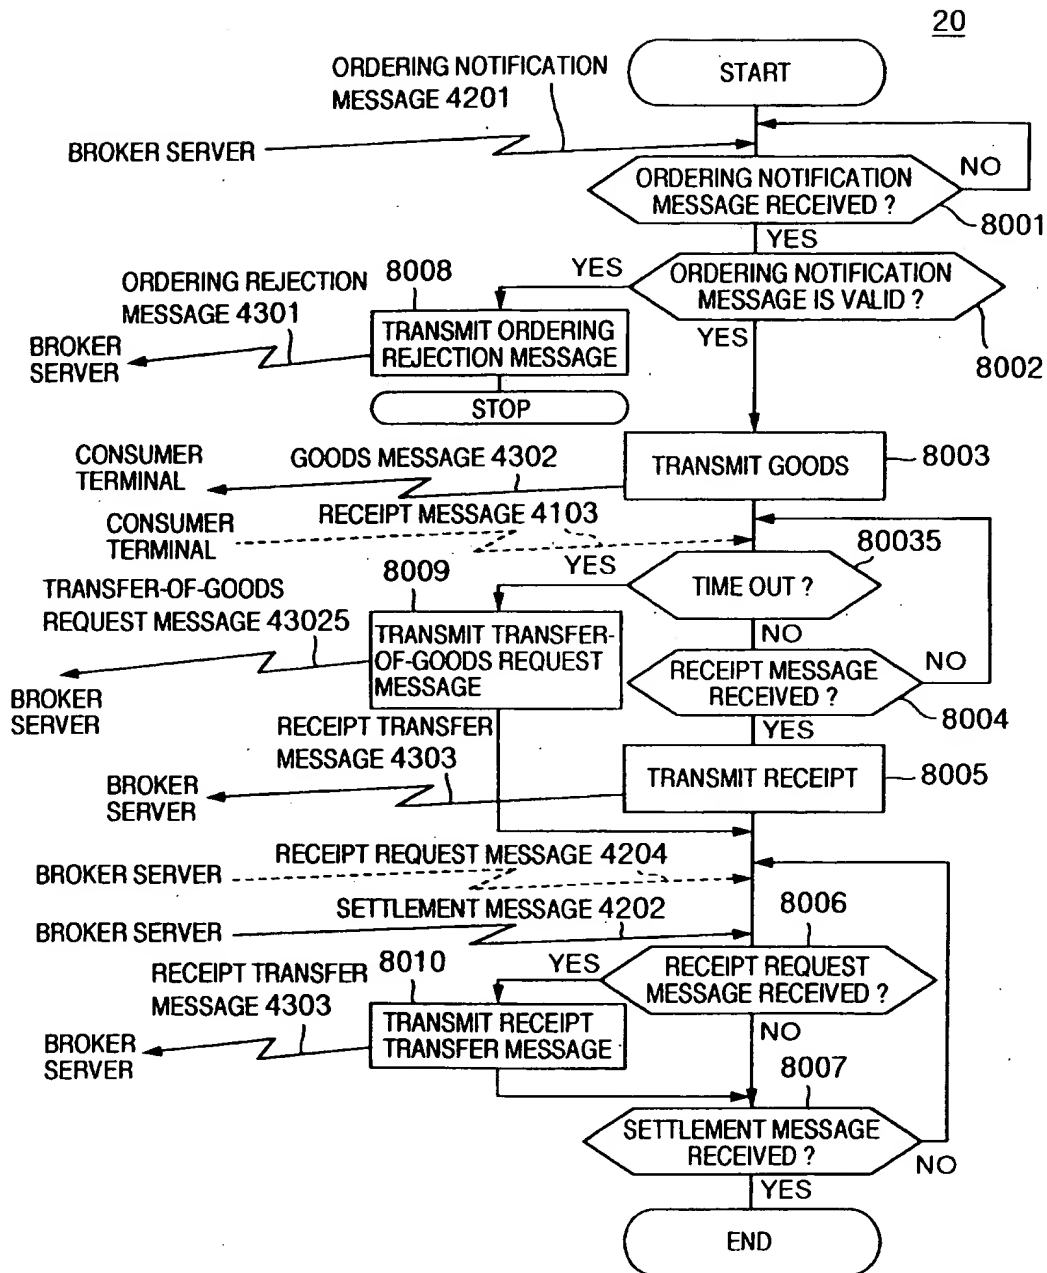 20
START
ORDERING NOTIFICATION
MESSAGE 4201
BROKER SERVER
NO
ORDERING NOTIFICATION
MESSAGE RECEIVED ?
8001
YES
ORDERING REJECTION
MESSAGE 4301
8008
YES
ORDERING NOTIFICATION
MESSAGE IS VALID ?
8002
YES
BROKER
SERVER
TRANSMIT ORDERING
REJECTION MESSAGE
STOP
CONSUMER
TERMINAL
GOODS MESSAGE 4302
TRANSMIT GOODS
8003
CONSUMER
TERMINAL
RECEIPT MESSAGE 4103
80035
TIME OUT ?
YES
NO
TRANSFER-OF-GOODS
REQUEST MESSAGE 43025
8009
TRANSMIT TRANSFER-
OF-GOODS REQUEST
MESSAGE
BROKER
SERVER
RECEIPT MESSAGE
RECEIVED ?
NO
8004
YES
RECEIPT TRANSFER
MESSAGE 4303
BROKER
SERVER
TRANSMIT RECEIPT
8005
RECEIPT REQUEST MESSAGE 4204
BROKER SERVER
SETTLEMENT MESSAGE 4202
BROKER SERVER
8006
RECEIPT REQUEST
MESSAGE RECEIVED ?
YES
NO
RECEIPT TRANSFER
MESSAGE 4303
8010
TRANSMIT RECEIPT
TRANSFER MESSAGE
BROKER
SERVER
8007
SETTLEMENT MESSAGE
RECEIVED ?
NO
YES
END